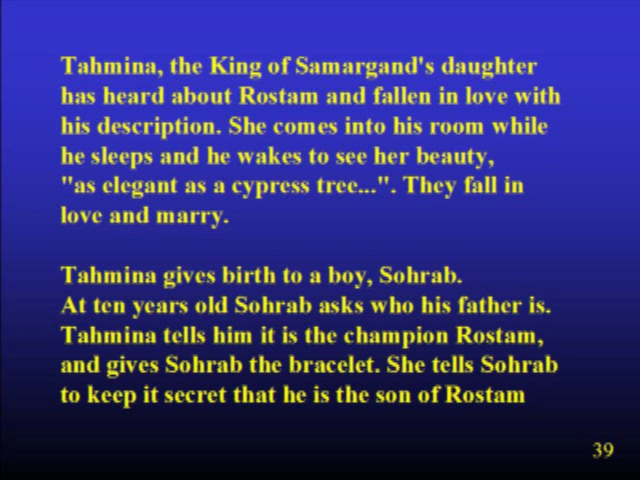 Tahmina, the King of Samargand's daughter
has heard about Rostam and fallen in love with
his description. She comes into his room while
he sleeps and he wakes to see her beauty,
"as elegant as a cypress tree...". They fall in
love and marry.
Tahmina gives birth to a boy, Sohrab.
At ten years old Sohrab asks who his father is.
Tahmina tells him it is the champion Rostam,
and gives Sohrab the bracelet. She tells Sohrab
to keep it secret that he is the son of Rostam
39